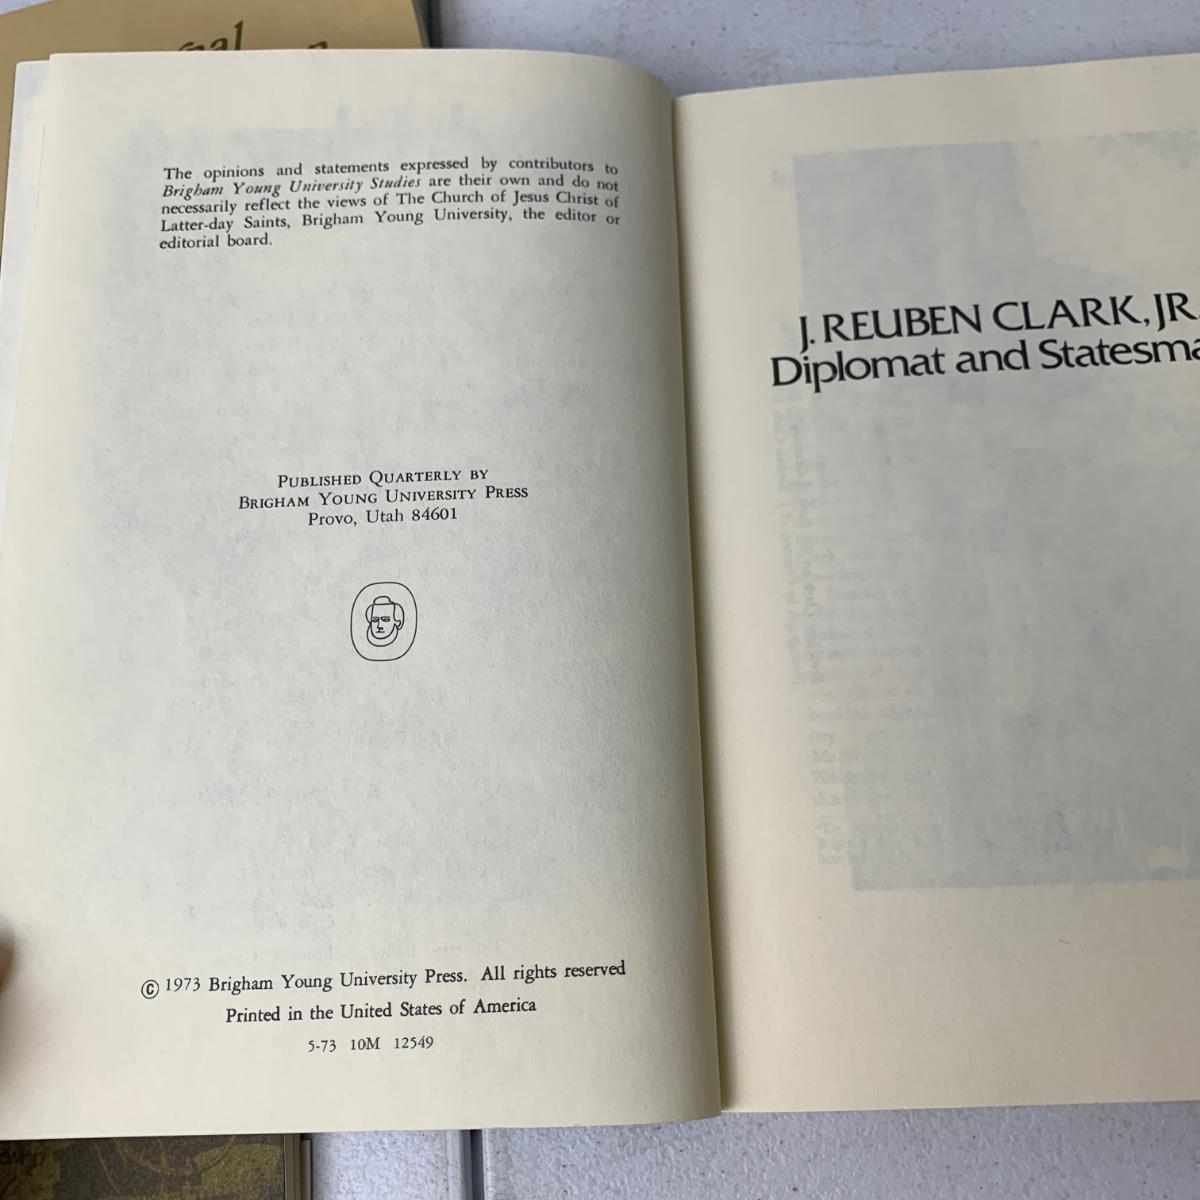 The opinions and statements expressed by contributors to
Brigham Young University Studies are their own and do not
necessarily reflect the views of The Church of Jesus Christ of
Latter-day Saints, Brigham Young University, the editor or
editorial board.
PUBLISHED QUARTERLY BY
BRIGHAM YOUNG UNIVERSITY PRESS
Provo, Utah 84601
© 1973 Brigham Young University Press. All rights reserved
Printed in the United States of America
5-73 10M 12549
J. REUBEN CLARK, JR.
Diplomat and Statesma